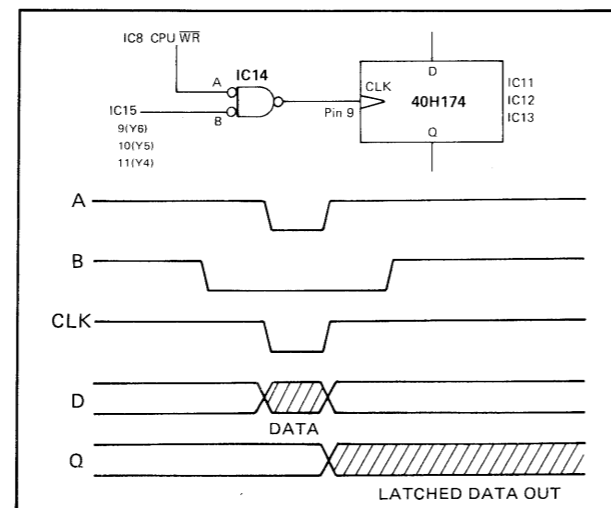 IC8 CPU WR
IC14
A
B
IC15
9(Y6)
10(Y5)
11(Y4)
Pin 9
CLK
D
40H174
Q
IC11
IC12
IC13
A
B
CLK
D
DATA
Q
LATCHED DATA OUT